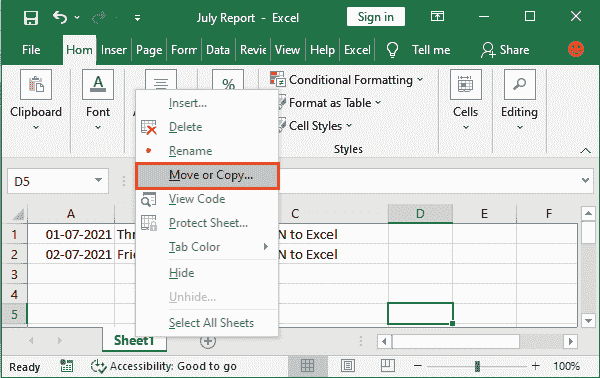 July Report - Excel Sign in
File Hom Inser Page Forr Data Revie View Help Excel Tell me Share
Clipboard Font A % Conditional Formatting Format as Table Cell Styles Styles Cells Editing
D5
A C D E F
1 01-07-2021 Thr N to Excel
2 02-07-2021 Frie N to Excel
3
4
5
Insert...
Delete
Rename
Move or Copy...
View Code
Protect Sheet...
Tab Color
Hide
Unhide...
Select All Sheets
Sheet1
Ready Accessibility: Good to go 100%